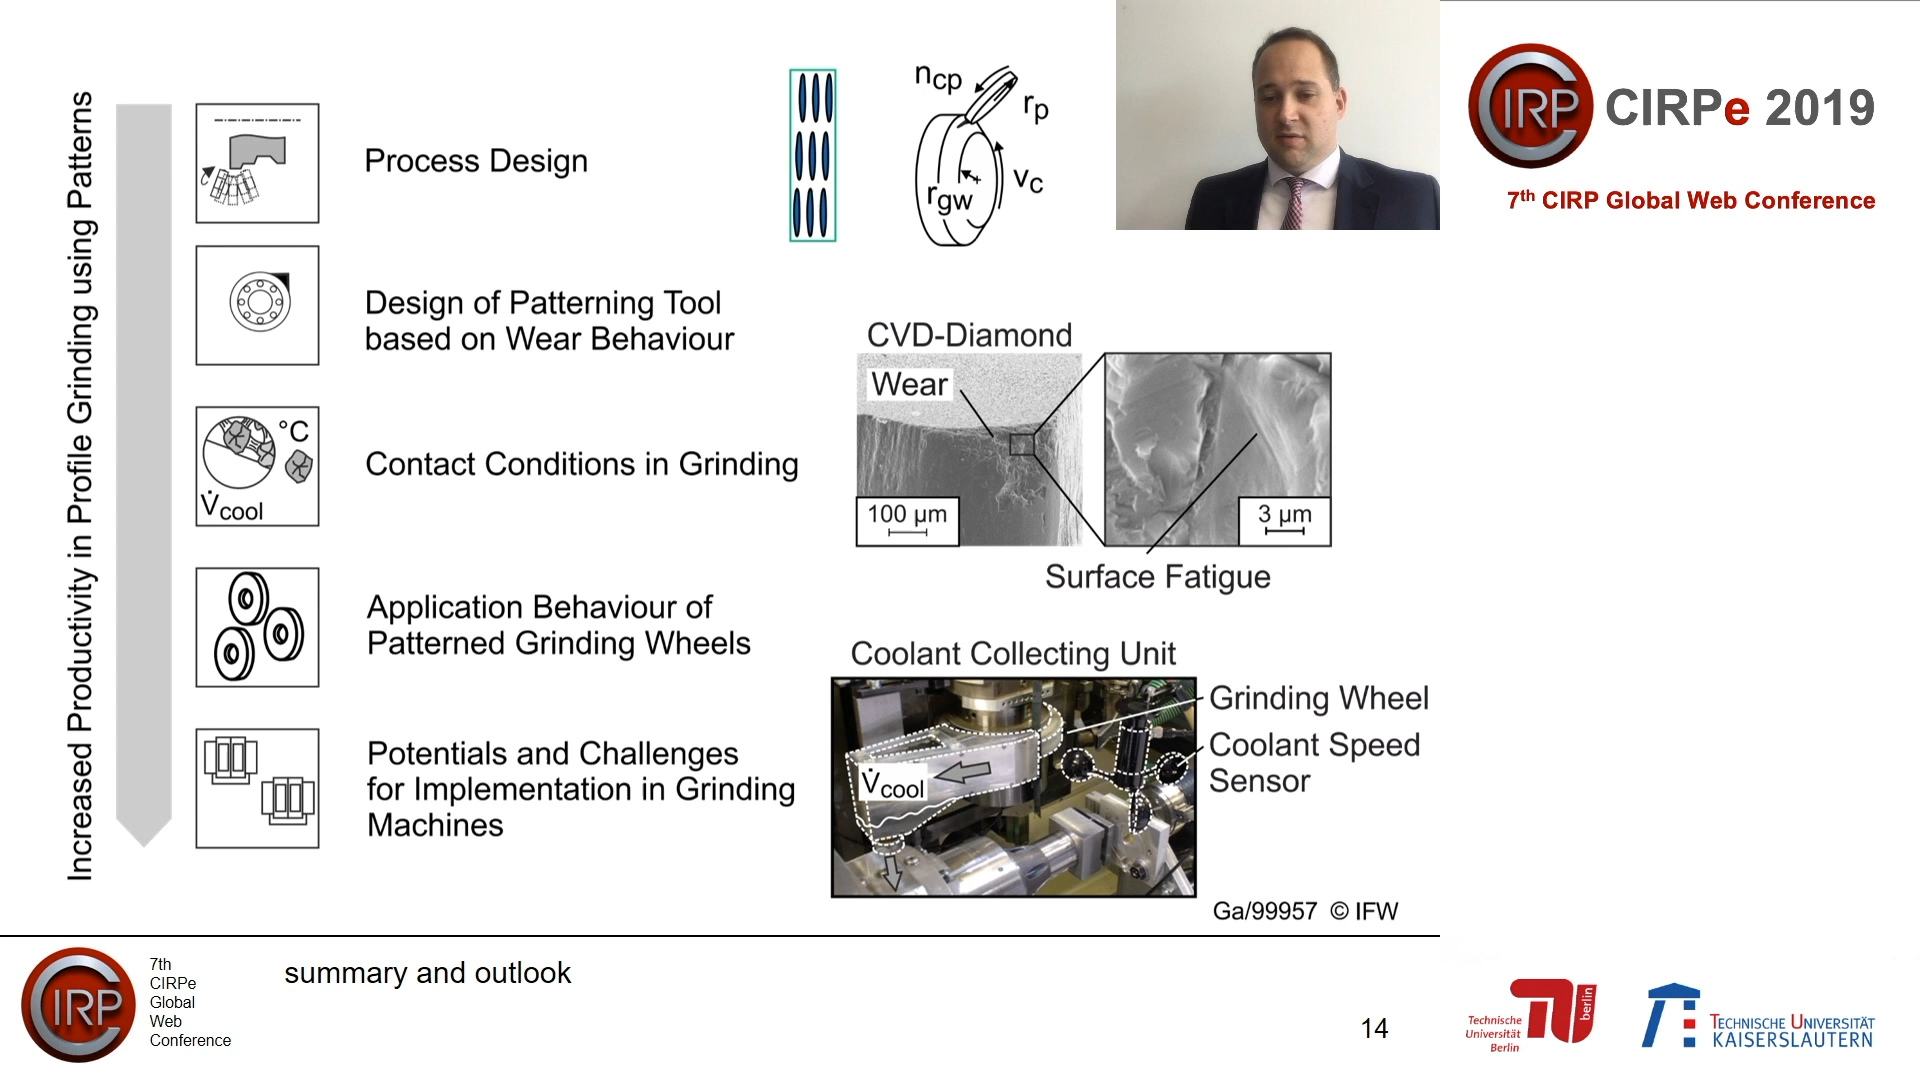 Increased Productivity in Profile Grinding using Patterns
Process Design
n cp
r p
v c
r gw
Design of Patterning Tool
based on Wear Behaviour
CVD-Diamond
Wear
100 µm
3 µm
Surface Fatigue
°C
V̇cool
Contact Conditions in Grinding
Application Behaviour of
Patterned Grinding Wheels
Coolant Collecting Unit
Grinding Wheel
Coolant Speed
Sensor
V̇cool
Potentials and Challenges
for Implementation in Grinding
Machines
Ga/99957 © IFW
CIRP
7th
CIRPe
Global
Web
Conference
summary and outlook
14
CIRP
CIRPe 2019
7th CIRP Global Web Conference
Technische
Universität
Berlin
berlin
TECHNISCHE UNIVERSITÄT
KAISERSLAUTERN